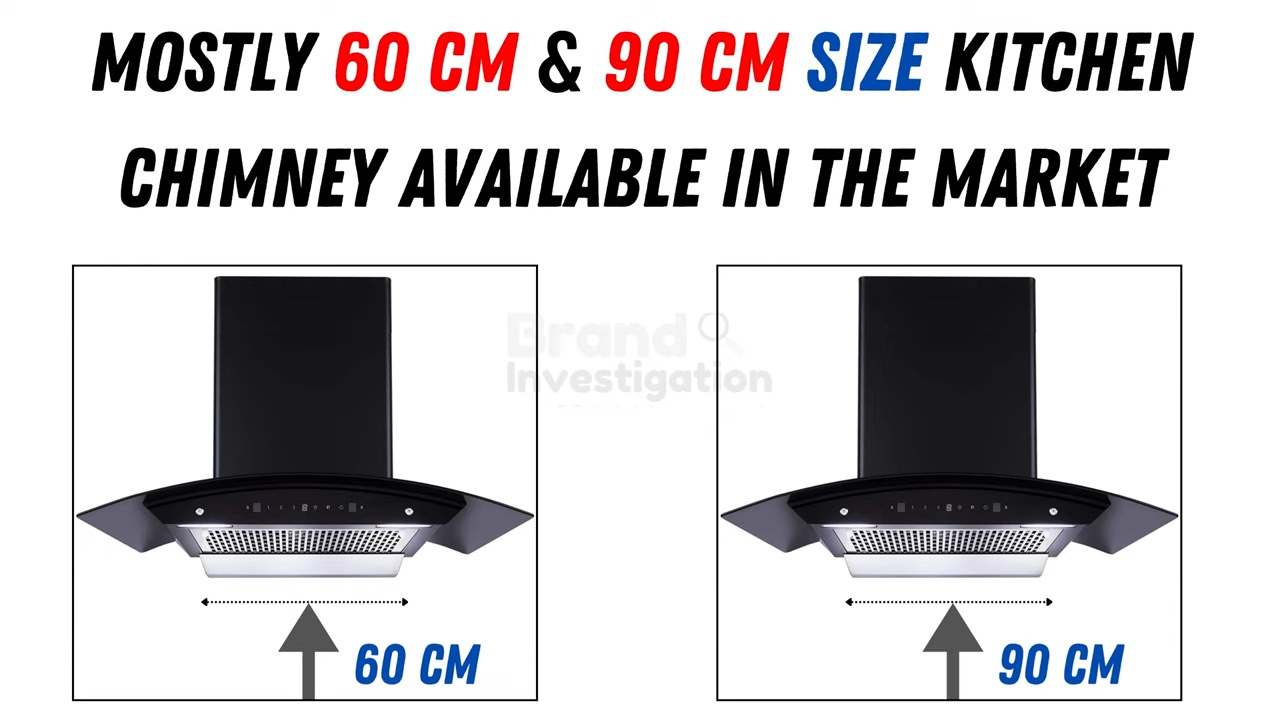 MOSTLY 60 CM & 90 CM SIZE KITCHEN
CHIMNEY AVAILABLE IN THE MARKET
Brand
Investigation
60 CM
90 CM